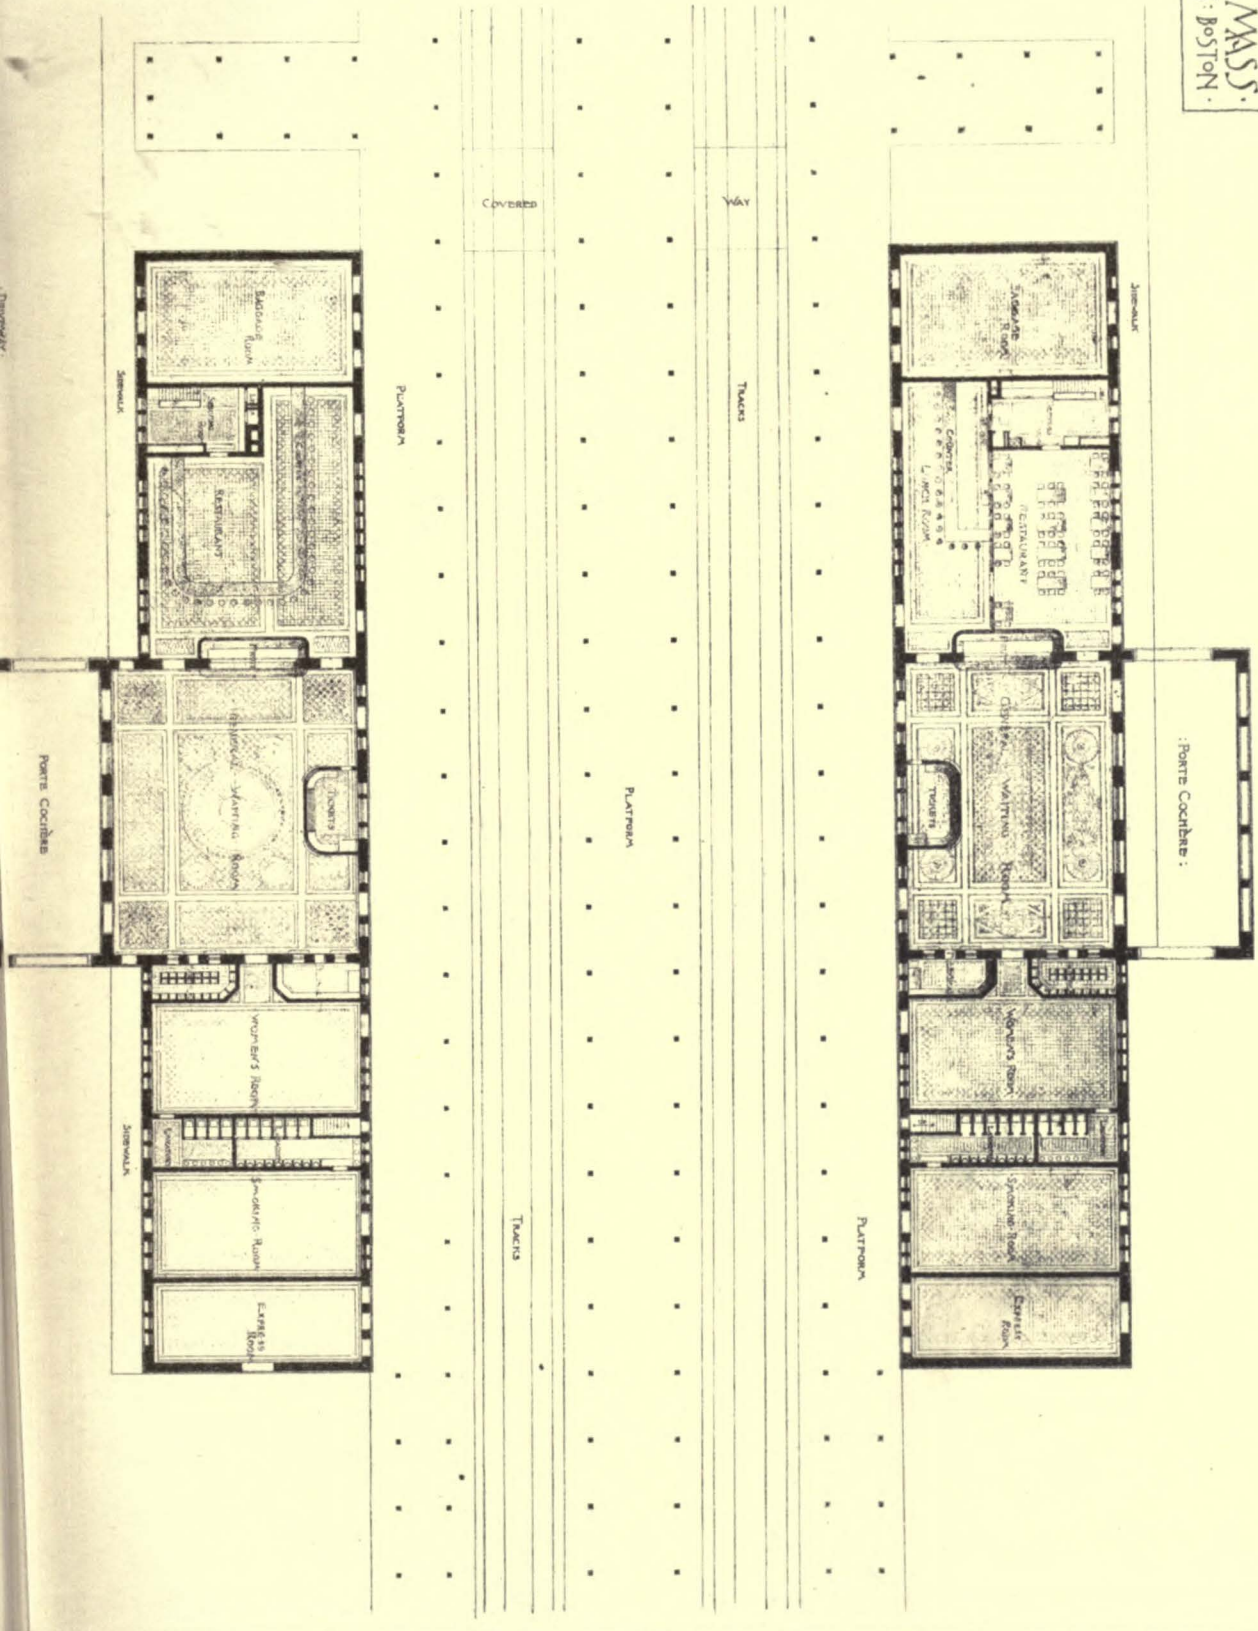 MASS.
: BOSTON ·
COVERED
WAY
BAGGAGE
ROOM
BAGGAGE
ROOM
SIDEWALK
SIDEWALK
PLATFORM
TRACKS
COUNTER
LUNCH ROOM
RESTAURANT
RESTAURANT
GENERAL WAITING ROOM
TICKETS
PORTE COCHÈRE
PLATFORM
GENERAL WAITING ROOM
TICKETS
: PORTE COCHÈRE :
WOMEN'S ROOM
WOMEN'S ROOM
SIDEWALK
SMOKING ROOM
SMOKING ROOM
TRACKS
PLATFORM
EXPRESS
ROOM
EXPRESS
ROOM